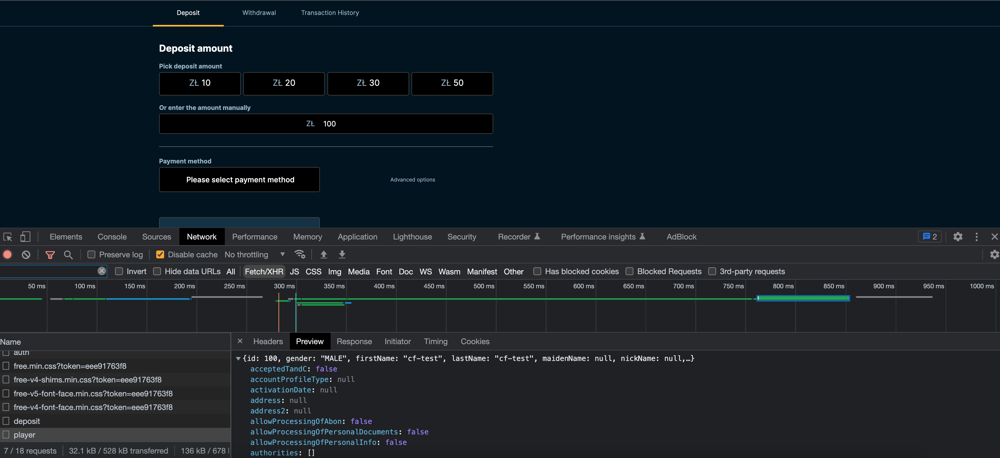 Deposit Withdrawal Transaction History
Deposit amount
Pick deposit amount
ZŁ 10 ZŁ 20 ZŁ 30 ZŁ 50
Or enter the amount manually
ZŁ 100
Payment method
Please select payment method Advanced options
Elements Console Sources Network Performance Memory Application Lighthouse Security Recorder Performance insights AdBlock 2
Preserve log Disable cache No throttling
Invert Hide data URLs All Fetch/XHR JS CSS Img Media Font Doc WS Wasm Manifest Other Has blocked cookies Blocked Requests 3rd-party requests
50 ms 100 ms 150 ms 200 ms 250 ms 300 ms 350 ms 400 ms 450 ms 500 ms 550 ms 600 ms 650 ms 700 ms 750 ms 800 ms 850 ms 900 ms 950 ms 1000 ms
Name
auth
free.min.css?token=eee91763f8
free-v4-shims.min.css?token=eee91763f8
free-v5-font-face.min.css?token=eee91763f8
free-v4-font-face.min.css?token=eee91763f8
deposit
player
7 / 18 requests 32.1 kB / 528 kB transferred 136 kB / 678
Headers Preview Response Initiator Timing Cookies
{id: 100, gender: "MALE", firstName: "cf-test", lastName: "cf-test", maidenName: null, nickName: null,…}
acceptedTandC: false
accountProfileType: null
activationDate: null
address: null
address2: null
allowProcessingOfAbon: false
allowProcessingOfPersonalDocuments: false
allowProcessingOfPersonalInfo: false
authorities: []